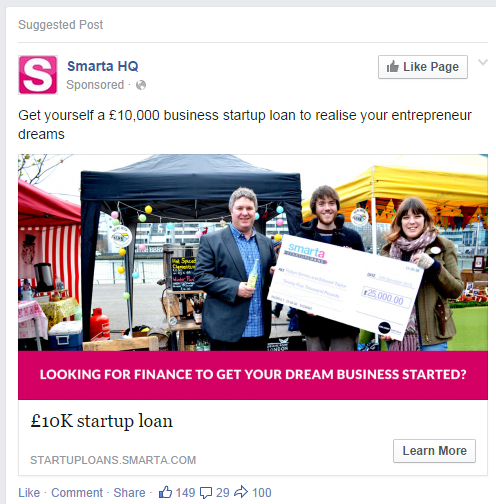 Suggested Post
Smarta HQ
Like Page
Sponsored ·
Get yourself a £10,000 business startup loan to realise your entrepreneur
dreams
smarta
£25,000.00
LONDON
LOOKING FOR FINANCE TO GET YOUR DREAM BUSINESS STARTED?
£10K startup loan
STARTUPLOANS.SMARTA.COM
Learn More
Like · Comment · Share · 149 29 100